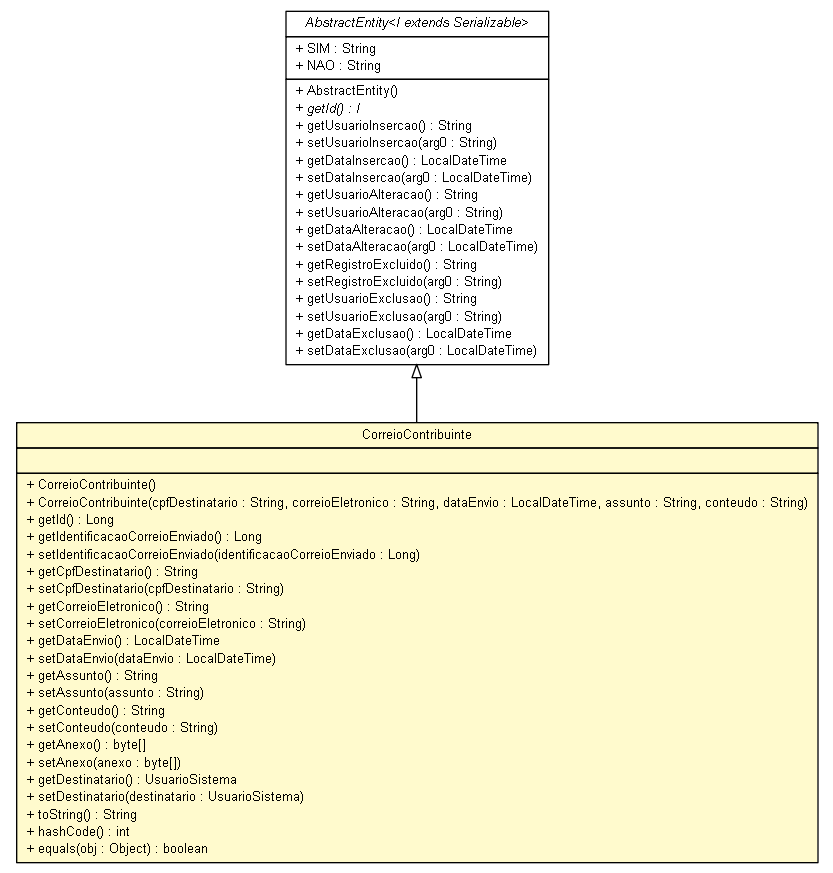 AbstractEntity<I extends Serializable>
+ SIM : String
+ NAO : String
+ AbstractEntity()
+ getId() : I
+ getUsuarioInsercao() : String
+ setUsuarioInsercao(arg0 : String)
+ getDataInsercao() : LocalDateTime
+ setDataInsercao(arg0 : LocalDateTime)
+ getUsuarioAlteracao() : String
+ setUsuarioAlteracao(arg0 : String)
+ getDataAlteracao() : LocalDateTime
+ setDataAlteracao(arg0 : LocalDateTime)
+ getRegistroExcluido() : String
+ setRegistroExcluido(arg0 : String)
+ getUsuarioExclusao() : String
+ setUsuarioExclusao(arg0 : String)
+ getDataExclusao() : LocalDateTime
+ setDataExclusao(arg0 : LocalDateTime)
CorreioContribuinte
+ CorreioContribuinte()
+ CorreioContribuinte(cpfDestinatario : String, correioEletronico : String, dataEnvio : LocalDateTime, assunto : String, conteudo : String)
+ getId() : Long
+ getIdentificacaoCorreioEnviado() : Long
+ setIdentificacaoCorreioEnviado(identificacaoCorreioEnviado : Long)
+ getCpfDestinatario() : String
+ setCpfDestinatario(cpfDestinatario : String)
+ getCorreioEletronico() : String
+ setCorreioEletronico(correioEletronico : String)
+ getDataEnvio() : LocalDateTime
+ setDataEnvio(dataEnvio : LocalDateTime)
+ getAssunto() : String
+ setAssunto(assunto : String)
+ getConteudo() : String
+ setConteudo(conteudo : String)
+ getAnexo() : byte[]
+ setAnexo(anexo : byte[])
+ getDestinatario() : UsuarioSistema
+ setDestinatario(destinatario : UsuarioSistema)
+ toString() : String
+ hashCode() : int
+ equals(obj : Object) : boolean